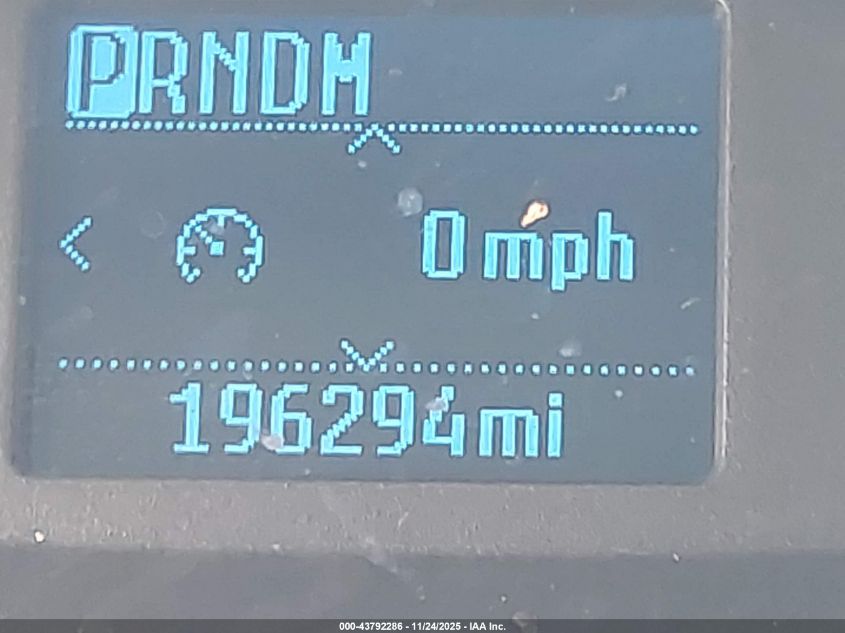 PRNDM
0 mph
196294mi
000-43792286 - 11/24/2025 - IAA Inc.